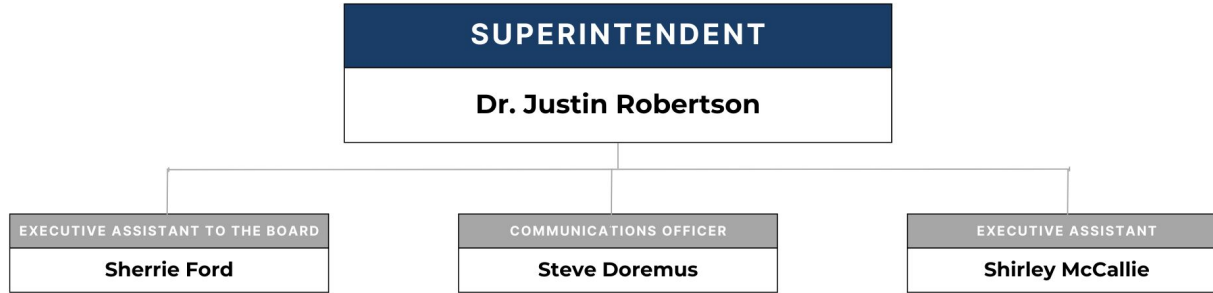 SUPERINTENDENT
Dr. Justin Robertson
EXECUTIVE ASSISTANT TO THE BOARD
Sherrie Ford
COMMUNICATIONS OFFICER
Steve Doremus
EXECUTIVE ASSISTANT
Shirley McCallie